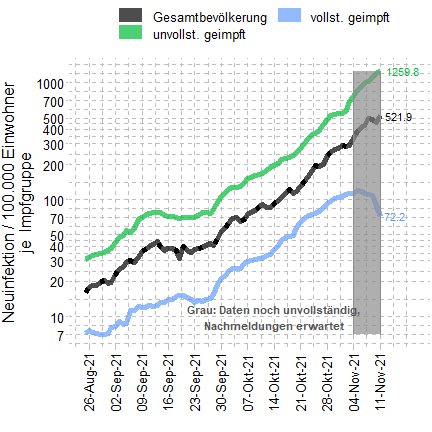 Gesamtbevölkerung
vollst. geimpft
unvollst. geimpft
Neuinfektion / 100.000 Einwohner
je Impfgruppe
1000
700
500
400
300
200
100
70
50
40
30
20
10
7
1259.8
521.9
72.2
Grau: Daten noch unvollständig,
Nachmeldungen erwartet
26-Aug-21
02-Sep-21
09-Sep-21
16-Sep-21
23-Sep-21
30-Sep-21
07-Okt-21
14-Okt-21
21-Okt-21
28-Okt-21
04-Nov-21
11-Nov-21